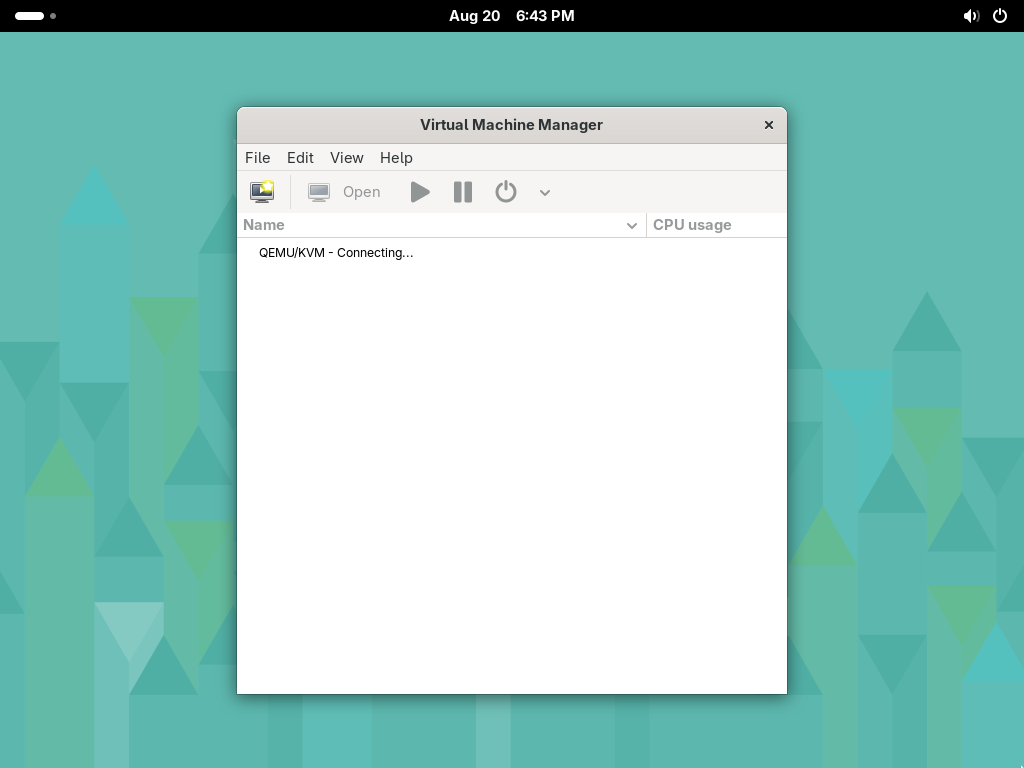 Aug 20 6:43 PM
Virtual Machine Manager
File Edit View Help
Open
Name CPU usage
QEMU/KVM - Connecting...